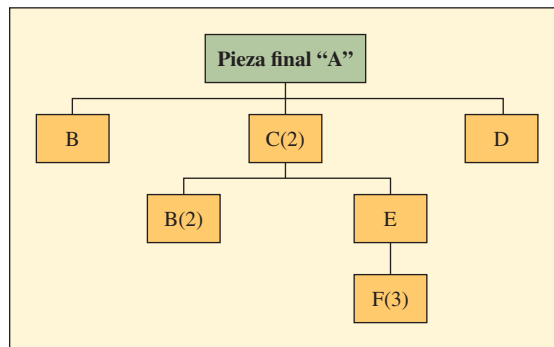 Pieza final “A”
B
C(2)
D
B(2)
E
F(3)